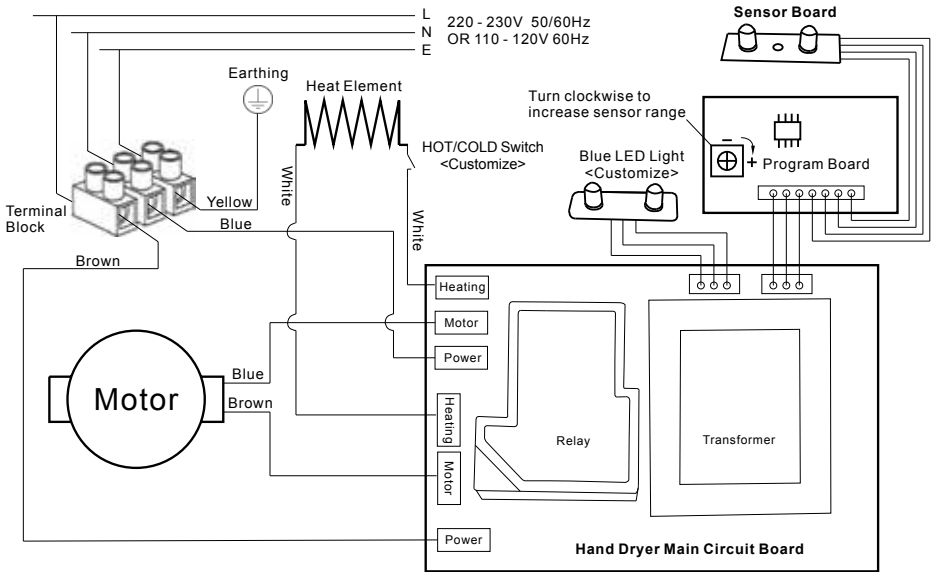 L
N
E
220 - 230V 50/60Hz
OR 110 - 120V 60Hz
Sensor Board
Earthing
Heat Element
Turn clockwise to
increase sensor range
−
+
Program Board
HOT/COLD Switch
<Customize>
Blue LED Light
<Customize>
White
White
Terminal
Block
Yellow
Blue
Brown
Heating
Motor
Power
Motor
Blue
Brown
Heating
Motor
Power
Relay
Transformer
Hand Dryer Main Circuit Board